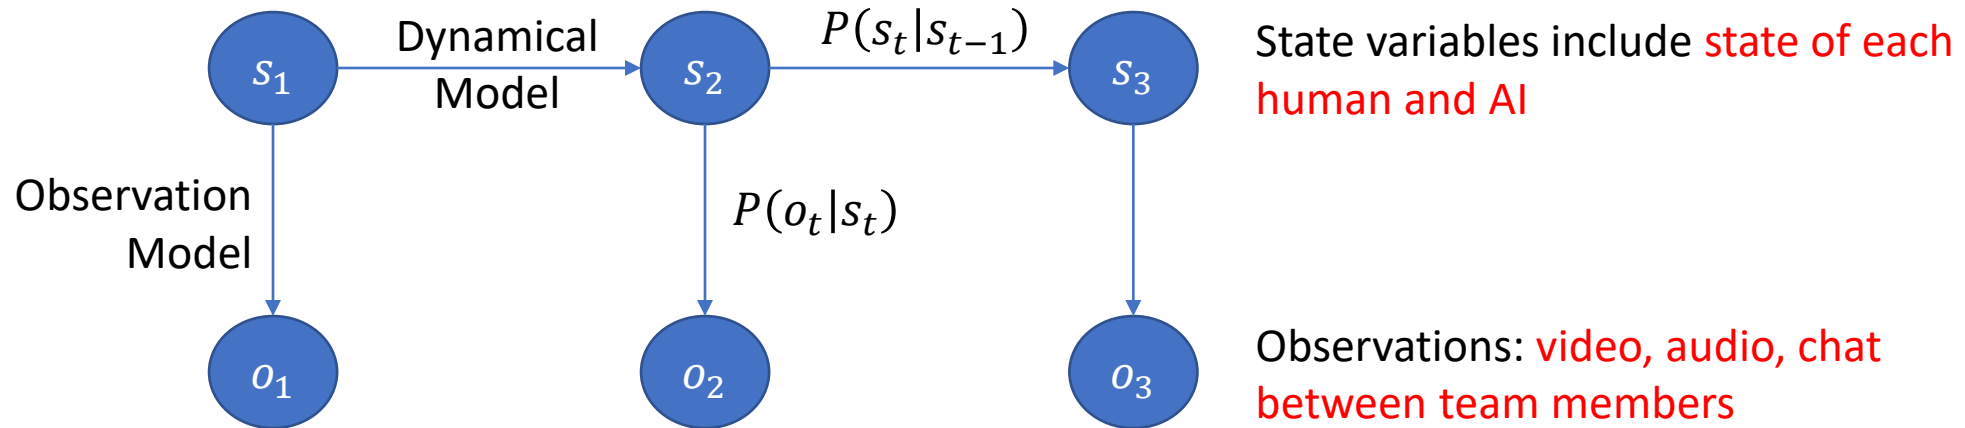 s₁
Dynamical
Model
s₂
P(sₜ|sₜ₋₁)
s₃
State variables include state of each
human and AI
Observation
Model
P(oₜ|sₜ)
o₁
o₂
o₃
Observations: video, audio, chat
between team members